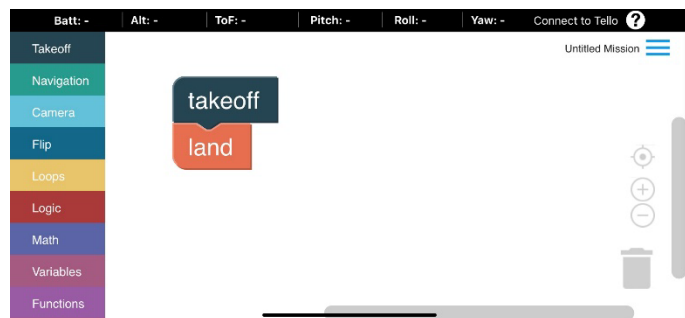 Batt: - Alt: - ToF: - Pitch: - Roll: - Yaw: - Connect to Tello ?
Takeoff
Untitled Mission
Navigation
Camera
Flip
Loops
Logic
Math
Variables
Functions
takeoff
land